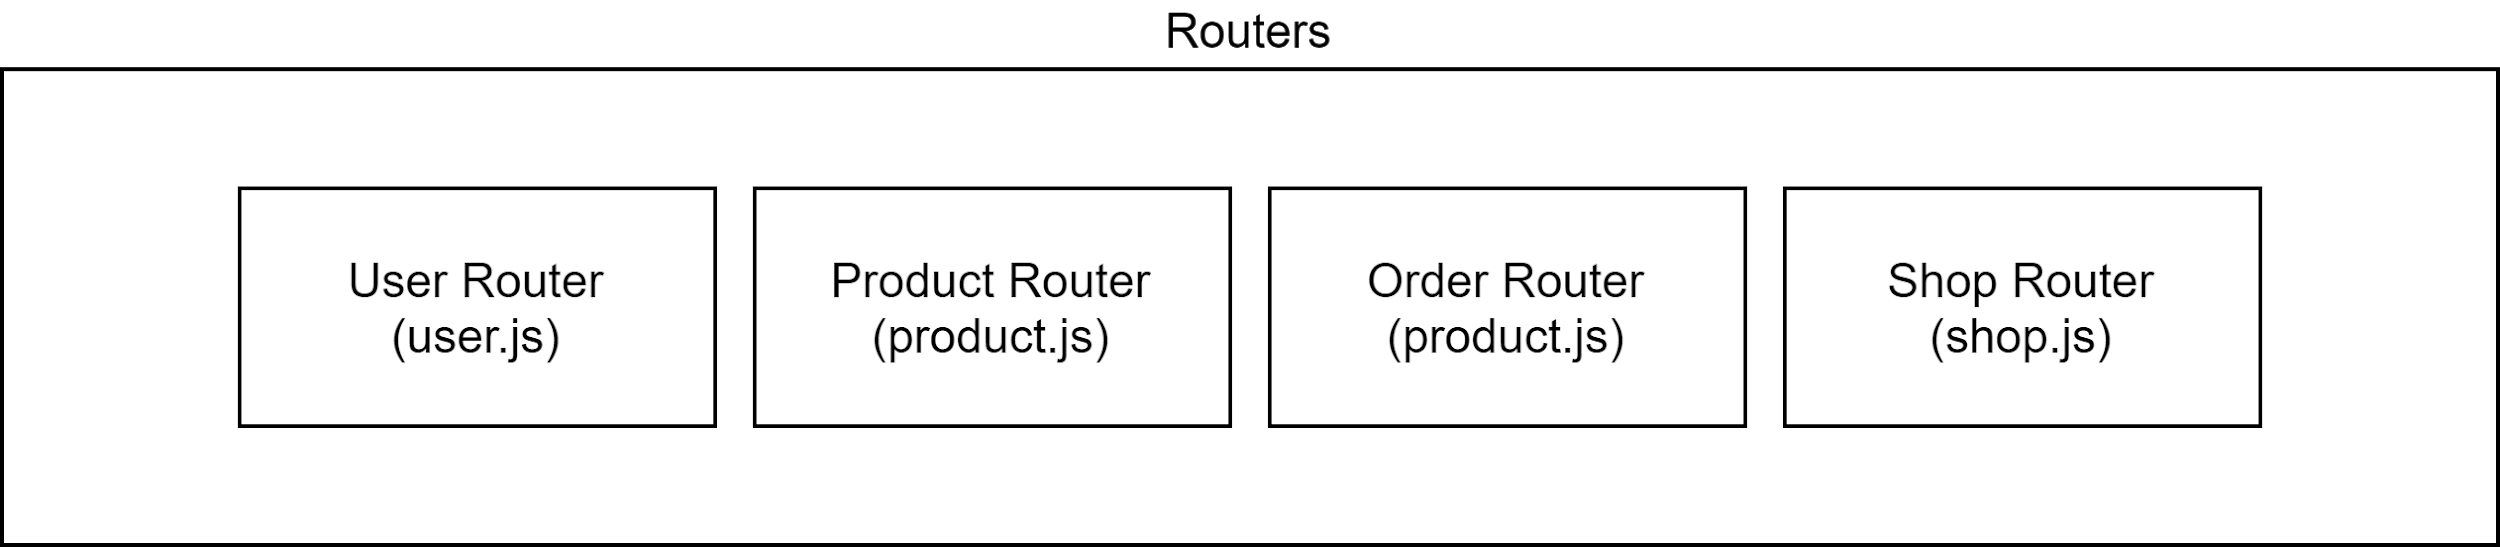 Routers
User Router
(user.js)
Product Router
(product.js)
Order Router
(product.js)
Shop Router
(shop.js)